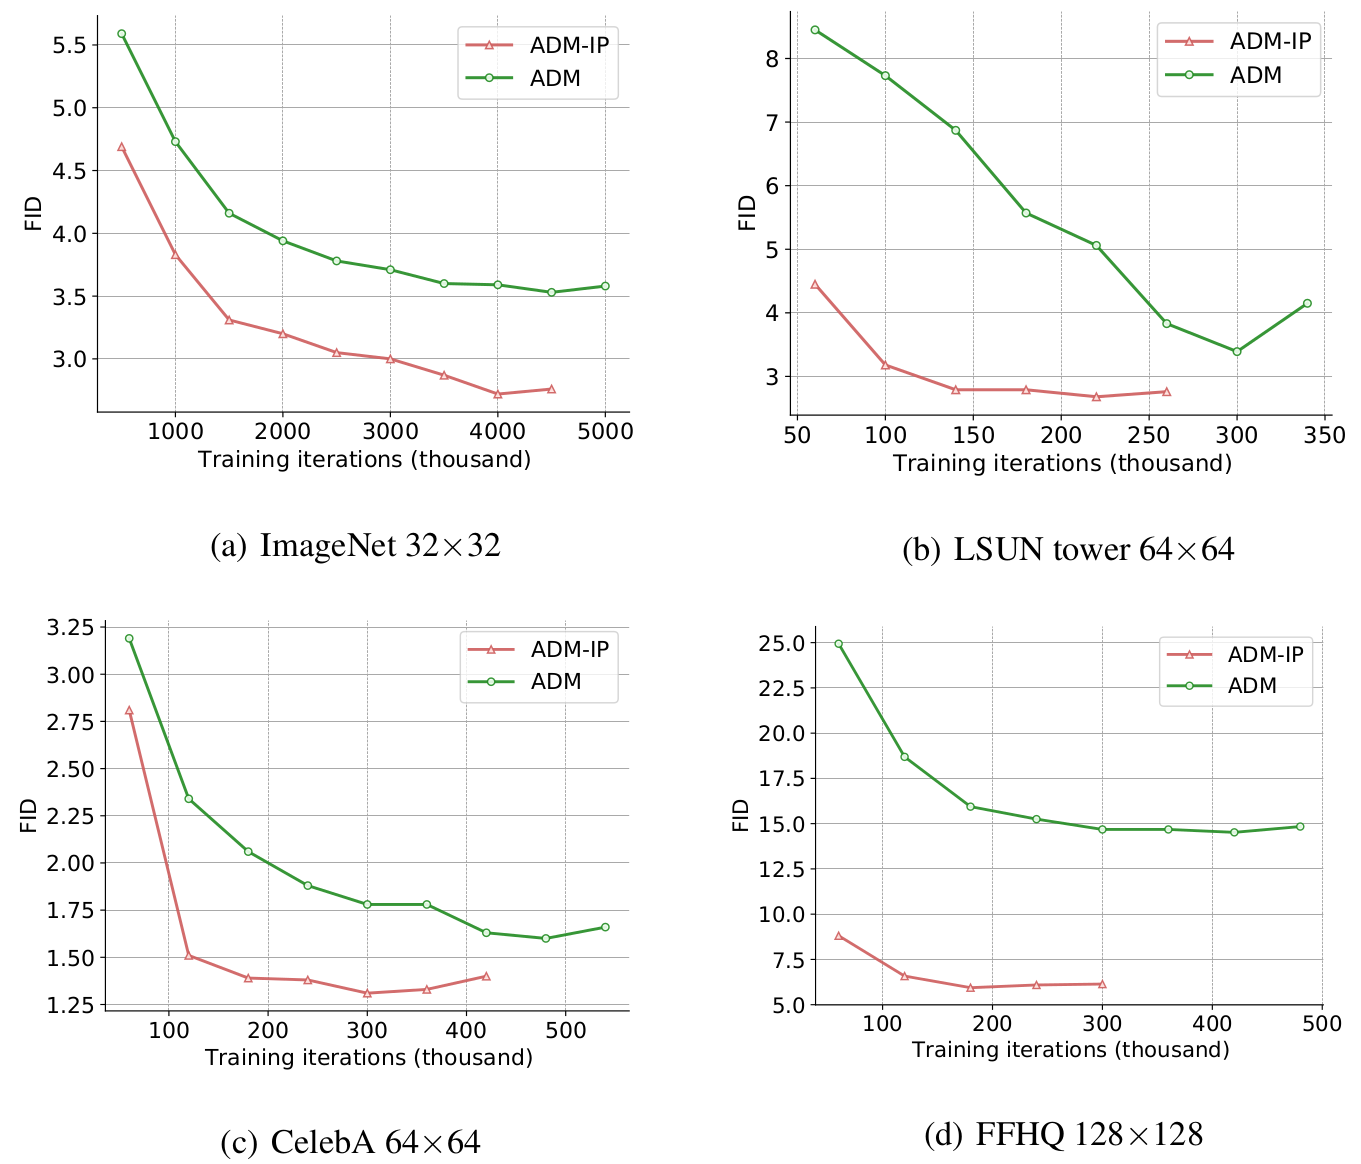 5.5
5.0
4.5
4.0
3.5
3.0
FID
ADM-IP
ADM
1000 2000 3000 4000 5000
Training iterations (thousand)
(a) ImageNet 32×32
8
7
6
5
4
3
FID
ADM-IP
ADM
50 100 150 200 250 300 350
Training iterations (thousand)
(b) LSUN tower 64×64
3.25
3.00
2.75
2.50
2.25
2.00
1.75
1.50
1.25
FID
ADM-IP
ADM
100 200 300 400 500
Training iterations (thousand)
(c) CelebA 64×64
25.0
22.5
20.0
17.5
15.0
12.5
10.0
7.5
5.0
FID
ADM-IP
ADM
100 200 300 400 500
Training iterations (thousand)
(d) FFHQ 128×128